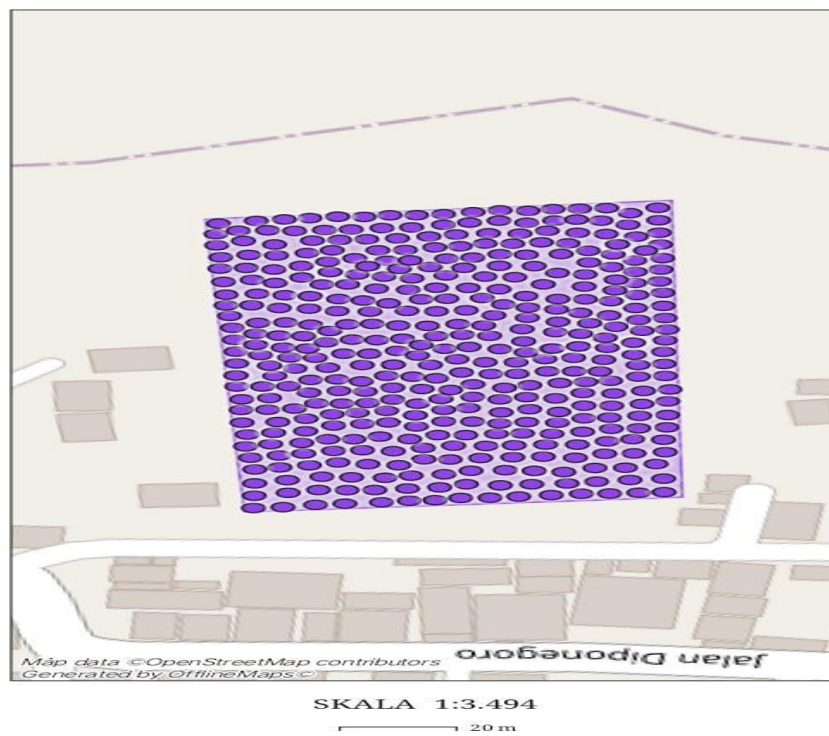 Jalan Diponegoro
Map data ©OpenStreetMap contributors
Generated by OfflineMaps©
SKALA 1:3.494
20 m